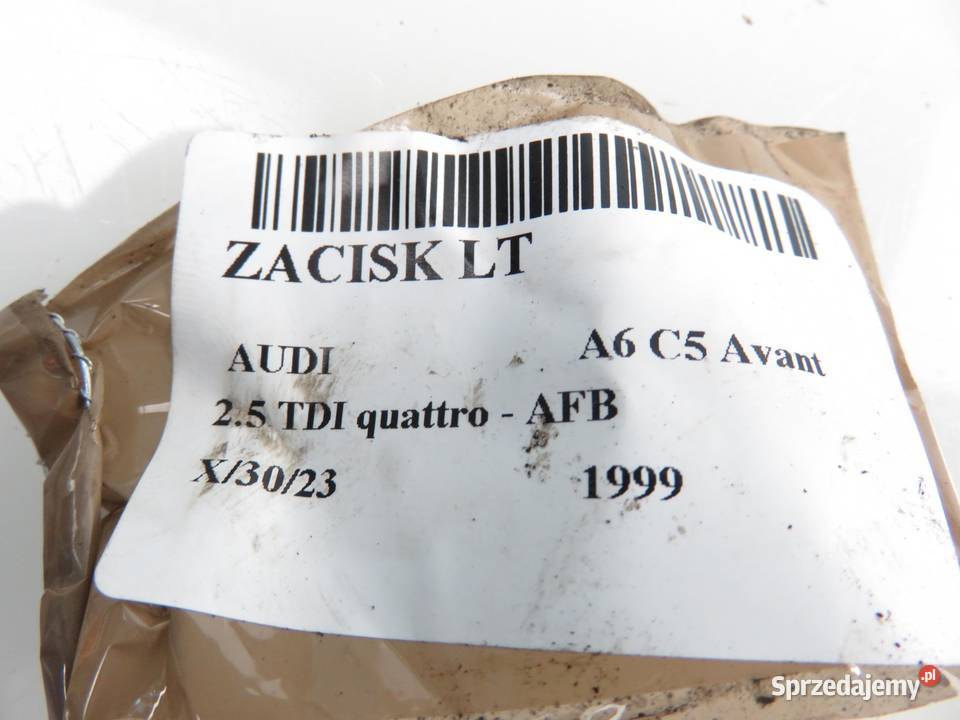 ZACISK LT
AUDI A6 C5 Avant
2.5 TDI quattro - AFB
X/30/23 1999
Sprzedajemy.pl